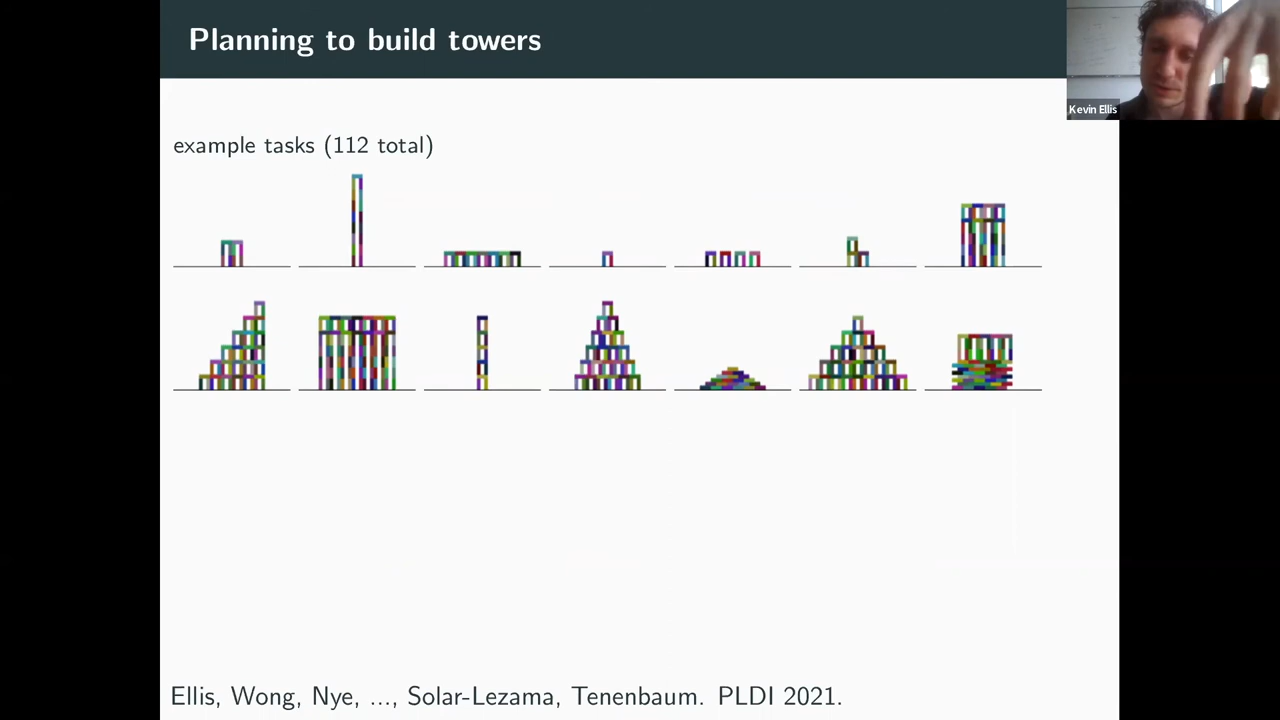 Planning to build towers
Kevin Ellis
example tasks (112 total)
Ellis, Wong, Nye, ..., Solar-Lezama, Tenenbaum. PLDI 2021.